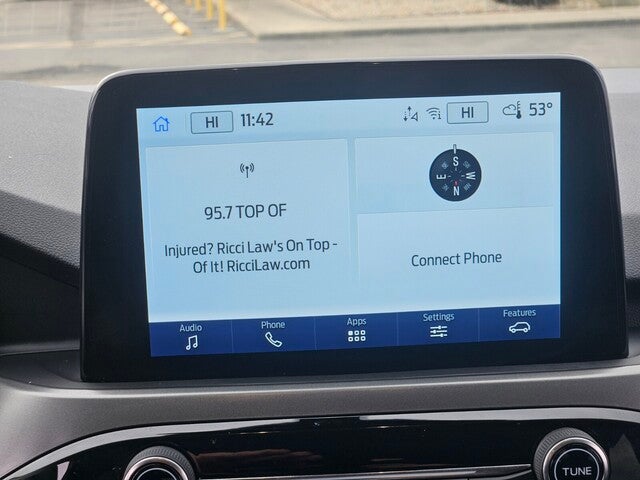 HI 11:42 HI 53°
95.7 TOP OF
Injured? Ricci Law's On Top -
Of It! RicciLaw.com
S
E W
N
Connect Phone
Audio Phone Apps Settings Features
TUNE